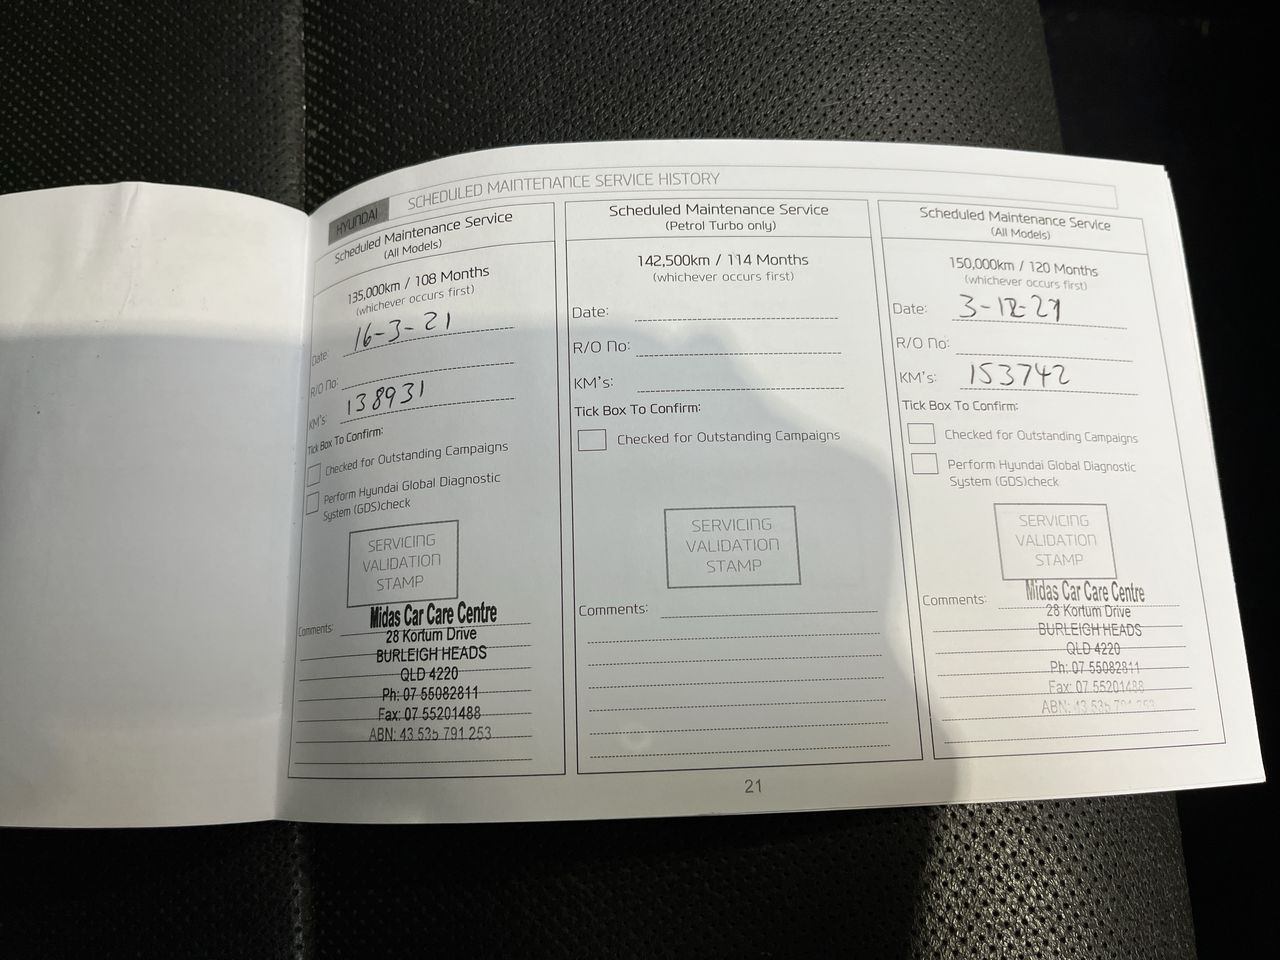 HYUNDAI
SCHEDULED MAINTENANCE SERVICE HISTORY
Scheduled Maintenance Service
(All Models)
135,000km / 108 Months
(whichever occurs first)
Date: 16-3-21
R/O No:
KM's: 138931
Tick Box To Confirm:
Checked for Outstanding Campaigns
Perform Hyundai Global Diagnostic
System (GDS)check
SERVICING
VALIDATION
STAMP
Comments:
Midas Car Care Centre
28 Kortum Drive
BURLEIGH HEADS
QLD 4220
Ph: 07 55082811
Fax: 07 55201488
ABN: 43 535 791 253
Scheduled Maintenance Service
(Petrol Turbo only)
142,500km / 114 Months
(whichever occurs first)
Date:
R/O No:
KM's:
Tick Box To Confirm:
Checked for Outstanding Campaigns
SERVICING
VALIDATION
STAMP
Comments:
Scheduled Maintenance Service
(All Models)
150,000km / 120 Months
(whichever occurs first)
Date: 3-12-21
R/O No:
KM's: 153742
Tick Box To Confirm:
Checked for Outstanding Campaigns
Perform Hyundai Global Diagnostic
System (GDS)check
SERVICING
VALIDATION
STAMP
Comments:
Midas Car Care Centre
28 Kortum Drive
BURLEIGH HEADS
QLD 4220
Ph: 07 55082811
Fax: 07 55201488
ABN: 43 535 791 253
21